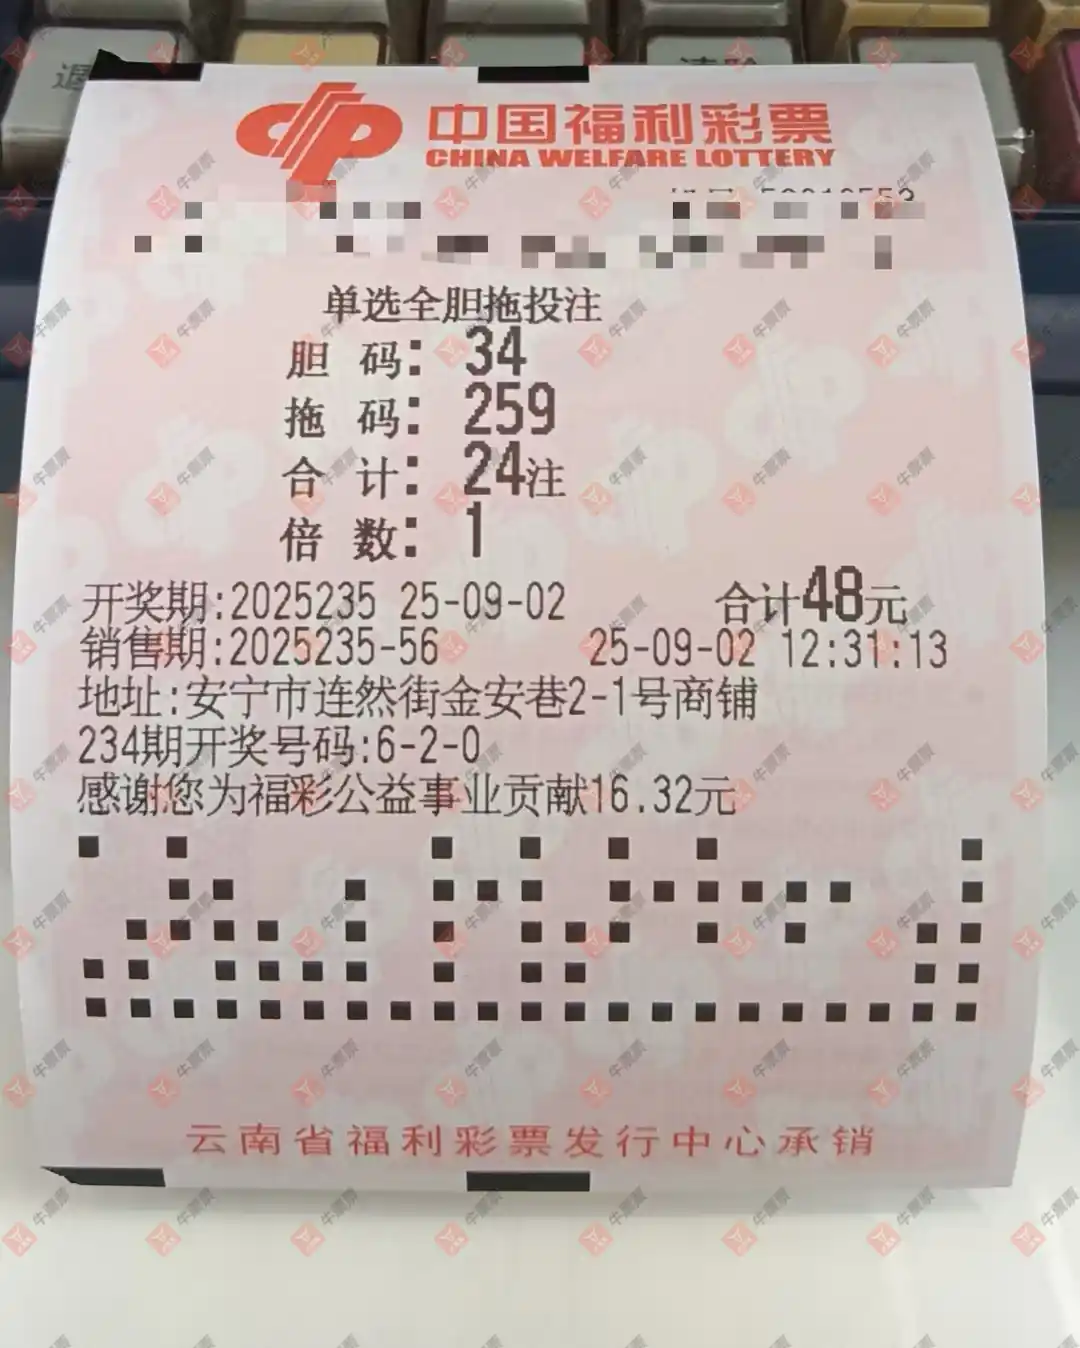 中国福利彩票
CHINA WELFARE LOTTERY
单选全胆拖投注
胆 码: 34
拖 码: 259
合 计: 24注
倍 数: 1
开奖期:2025235 25-09-02 合计48元
销售期:2025235-56 25-09-02 12:31:13
地址:安宁市连然街金安巷2-1号商铺
234期开奖号码:6-2-0
感谢您为福彩公益事业贡献16.32元
云南省福利彩票发行中心承销
牛票票